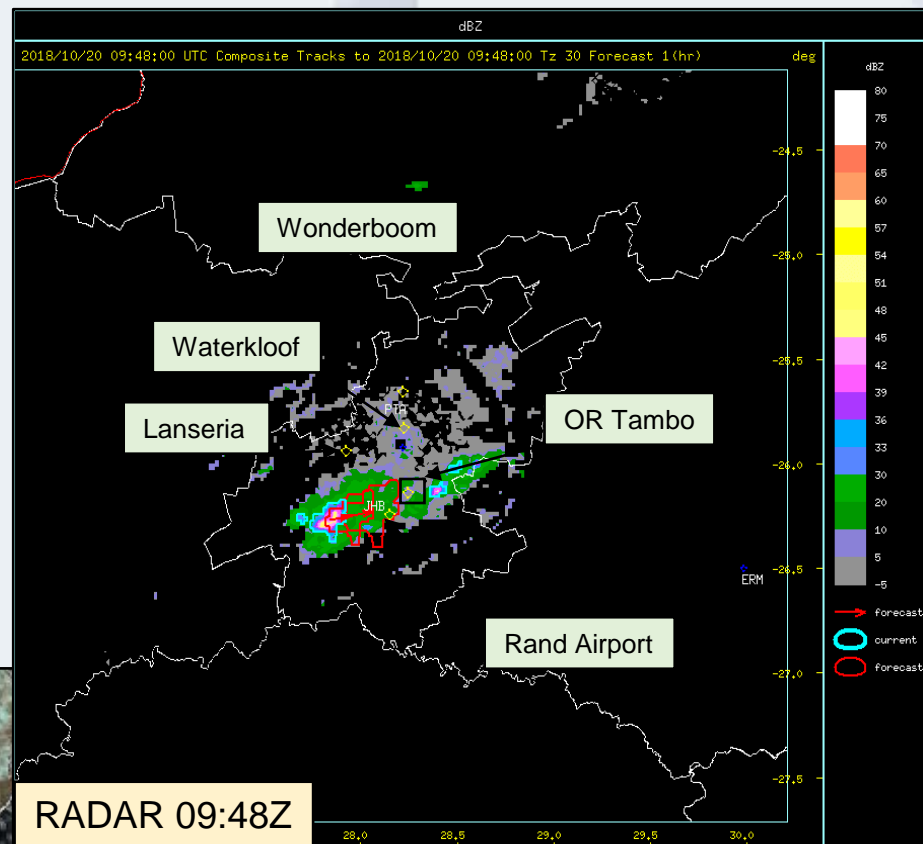 dBZ
2018/10/20 09:48:00 UTC Composite Tracks to 2018/10/20 09:48:00 Tz 30 Forecast 1(hr) deg
dBZ
80
75
70
65
60
57
54
51
48
45
42
39
36
33
30
20
10
5
-5
forecast
current
forecast
-24.5
-25.0
-25.5
-26.0
-26.5
-27.0
-27.5
Wonderboom
Waterkloof
Lanseria
OR Tambo
JHB
ERM
Rand Airport
RADAR 09:48Z
28.0
28.5
29.0
29.5
30.0